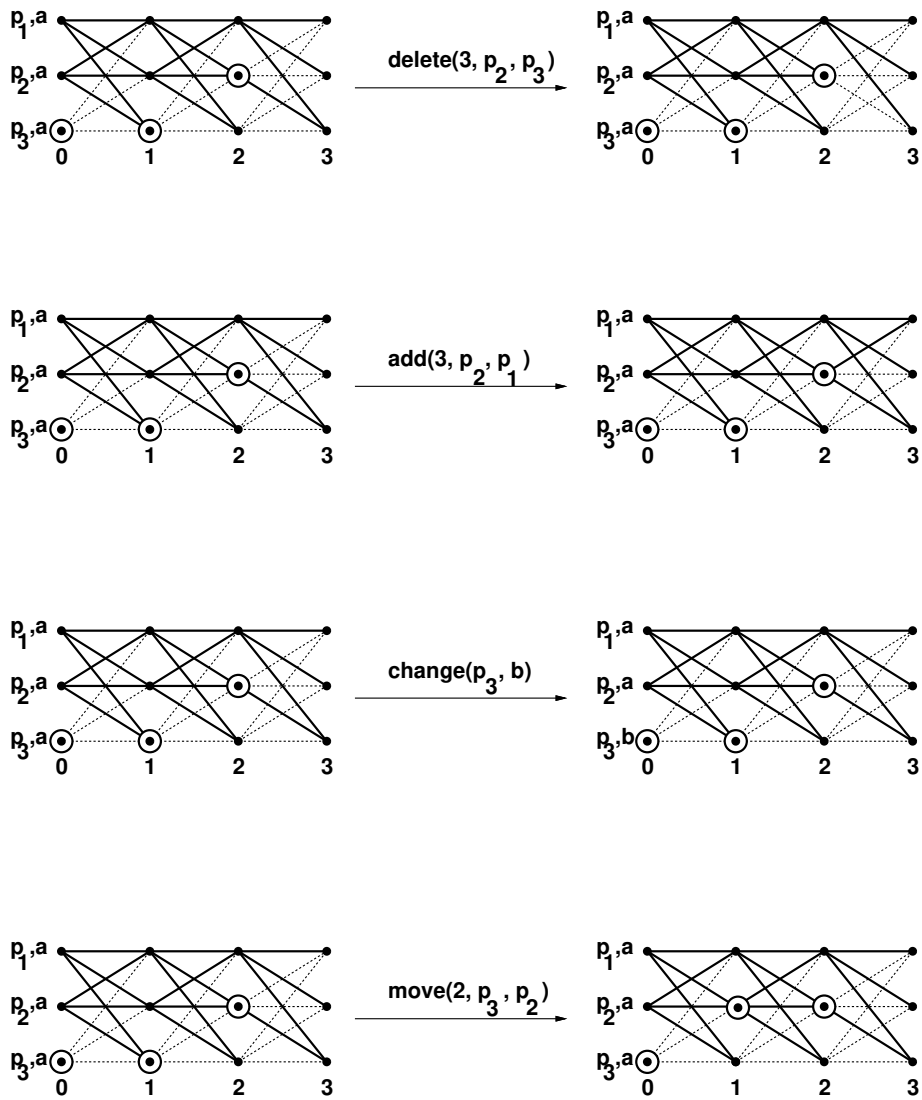 p1,a p1,a
delete(3, p2, p3)
p2,a p2,a
p3,a p3,a
0 1 2 3 0 1 2 3
p1,a p1,a
add(3, p2, p1)
p2,a p2,a
p3,a p3,a
0 1 2 3 0 1 2 3
p1,a p1,a
change(p3, b)
p2,a p2,a
p3,a p3,b
0 1 2 3 0 1 2 3
p1,a p1,a
move(2, p3, p2)
p2,a p2,a
p3,a p3,a
0 1 2 3 0 1 2 3